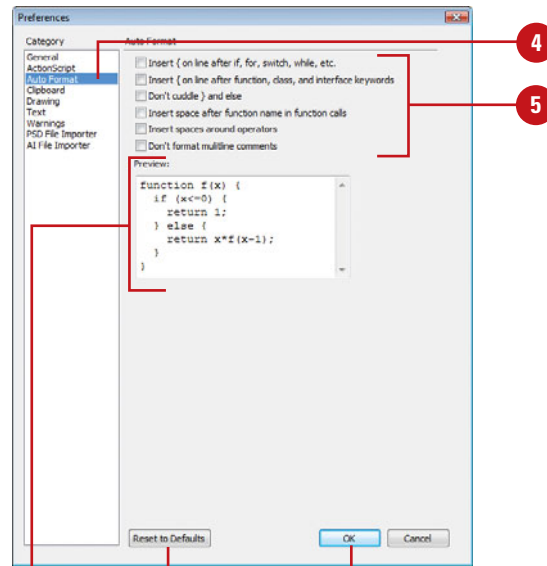 Preferences
Category
General
ActionScript
Auto Format
Clipboard
Drawing
Text
Warnings
PSD File Importer
AI File Importer
Auto Format
Insert { on line after if, for, switch, while, etc.
Insert { on line after function, class, and interface keywords
Don't cuddle } and else
Insert space after function name in function calls
Insert spaces around operators
Don't format mulitline comments
Preview:
function f(x) {
if (x<=0) {
return 1;
} else {
return x*f(x-1);
}
}
Reset to Defaults
OK
Cancel
4
5